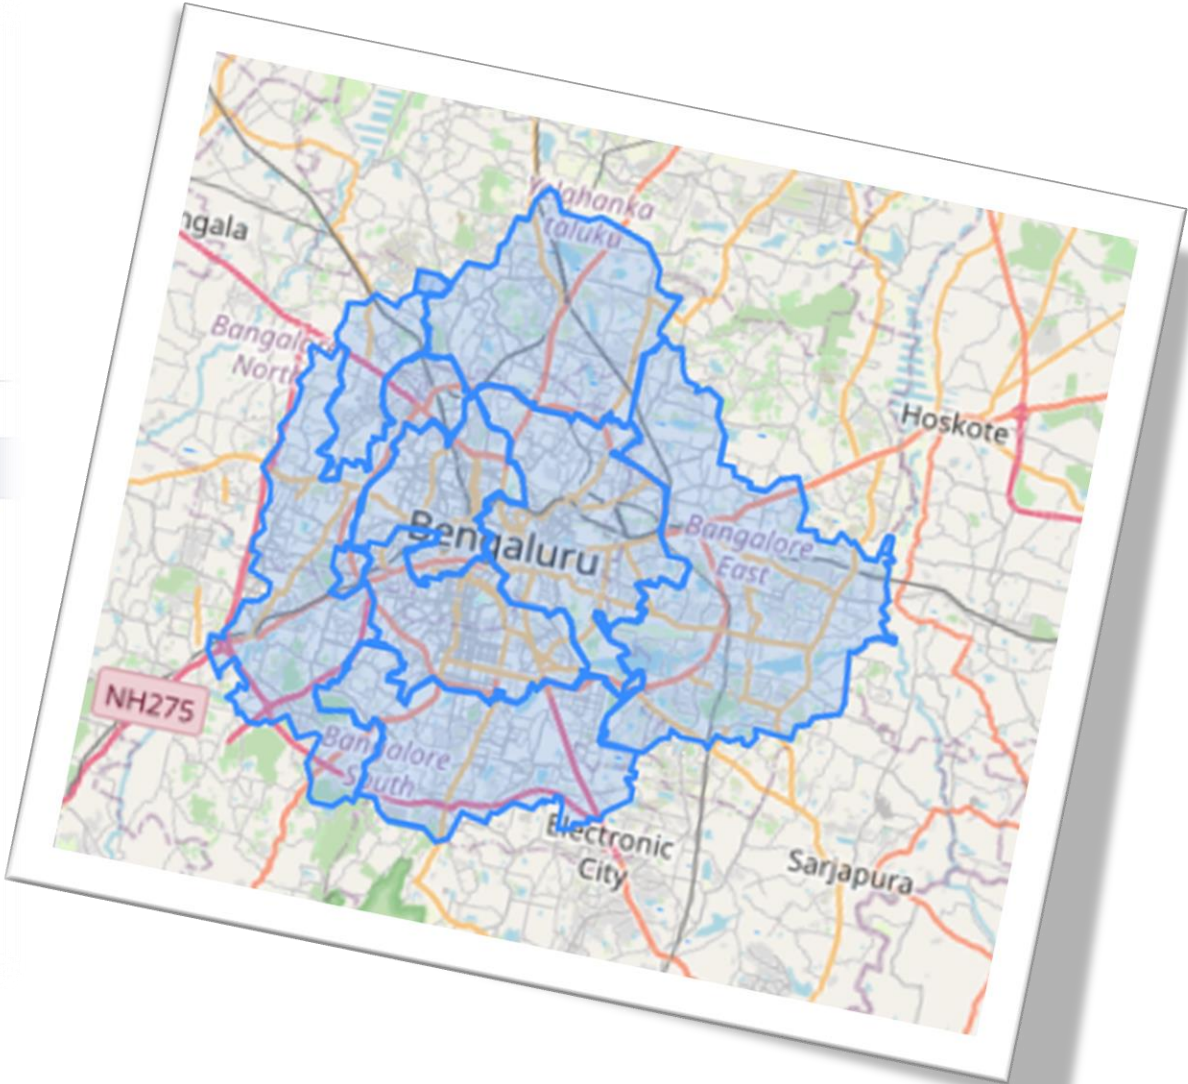 Yelahanka
taluku
ngala
Bangalore
North
Hoskote
Bengaluru
Bangalore
East
NH275
Bangalore
South
Electronic
City
Sarjapura